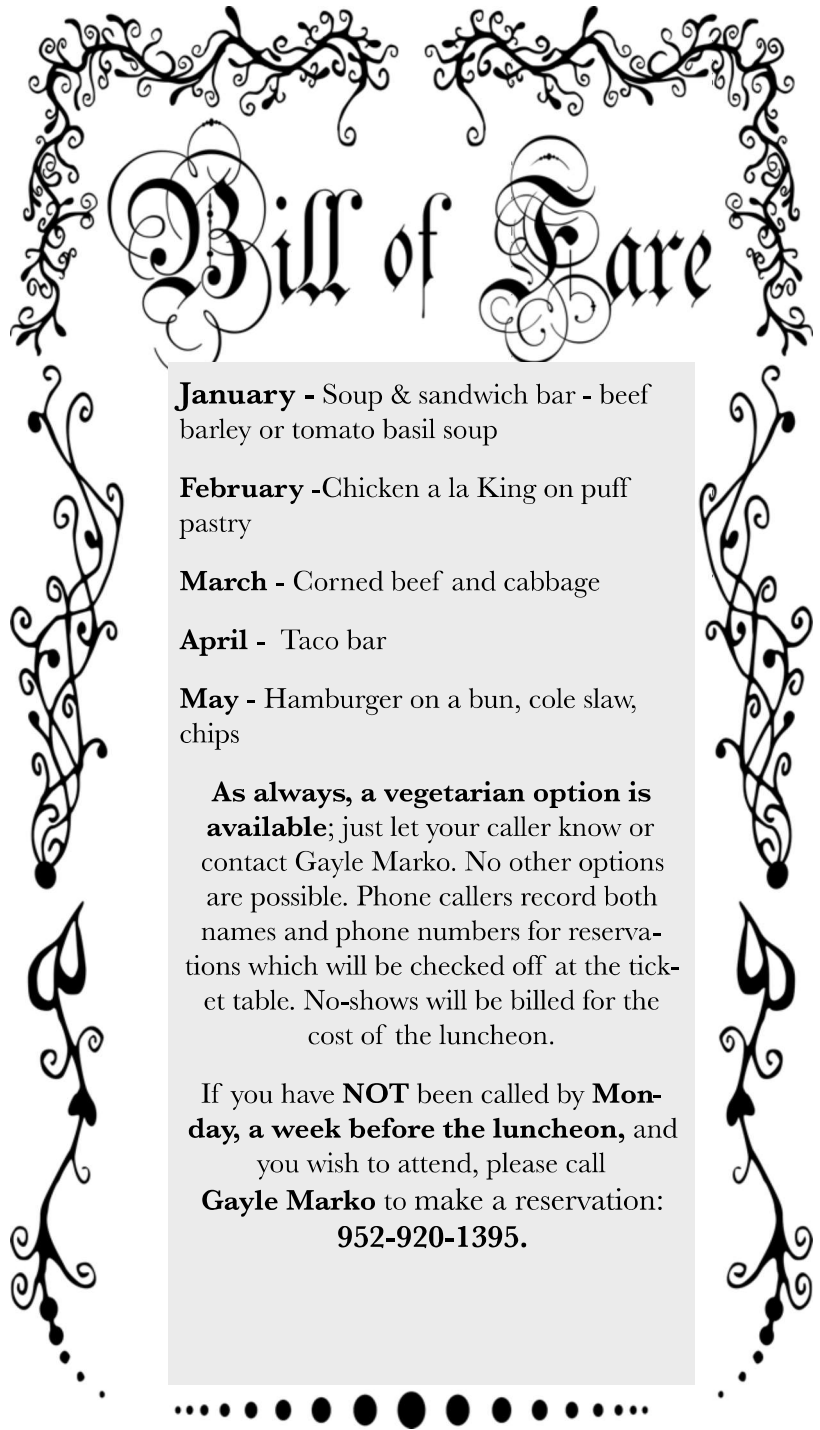 Bill of Fare
January - Soup & sandwich bar - beef
barley or tomato basil soup
February -Chicken a la King on puff
pastry
March - Corned beef and cabbage
April - Taco bar
May - Hamburger on a bun, cole slaw,
chips
As always, a vegetarian option is
available; just let your caller know or
contact Gayle Marko. No other options
are possible. Phone callers record both
names and phone numbers for reserva-
tions which will be checked off at the tick-
et table. No-shows will be billed for the
cost of the luncheon.
If you have NOT been called by Mon-
day, a week before the luncheon, and
you wish to attend, please call
Gayle Marko to make a reservation:
952-920-1395.